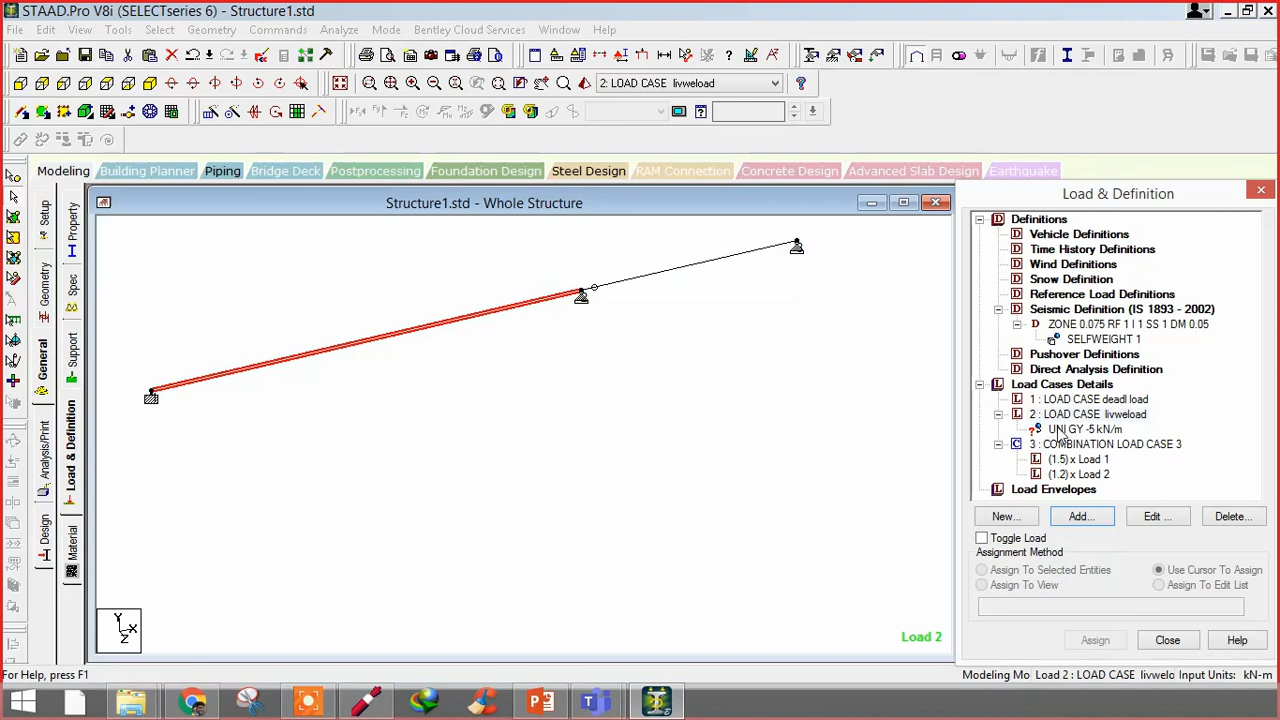 STAAD.Pro V8i (SELECTseries 6) - Structure1.std
File Edit View Tools Select Geometry Commands Analyze Mode Bentley Cloud Services Window Help
2: LOAD CASE livweload
Modeling Building Planner Piping Bridge Deck Postprocessing Foundation Design Steel Design RAM Connection Concrete Design Advanced Slab Design Earthquake
Setup
Geometry
General
Analysis/Print
Design
Property
Spec
Support
Load & Definition
Material
Structure1.std - Whole Structure
Y
X
Z
Load 2
Load & Definition
Definitions
Vehicle Definitions
Time History Definitions
Wind Definitions
Snow Definition
Reference Load Definitions
Seismic Definition (IS 1893 - 2002)
ZONE 0.075 RF 1 I 1 SS 1 DM 0.05
SELFWEIGHT 1
Pushover Definitions
Direct Analysis Definition
Load Cases Details
1 : LOAD CASE deadl load
2 : LOAD CASE livweload
UNI GY -5 kN/m
3 : COMBINATION LOAD CASE 3
(1.5) x Load 1
(1.2) x Load 2
Load Envelopes
New... Add... Edit ... Delete...
Toggle Load
Assignment Method
Assign To Selected Entities Use Cursor To Assign
Assign To View Assign To Edit List
Assign Close Help
For Help, press F1
Modeling Mo Load 2 : LOAD CASE livwelo Input Units: kN-m